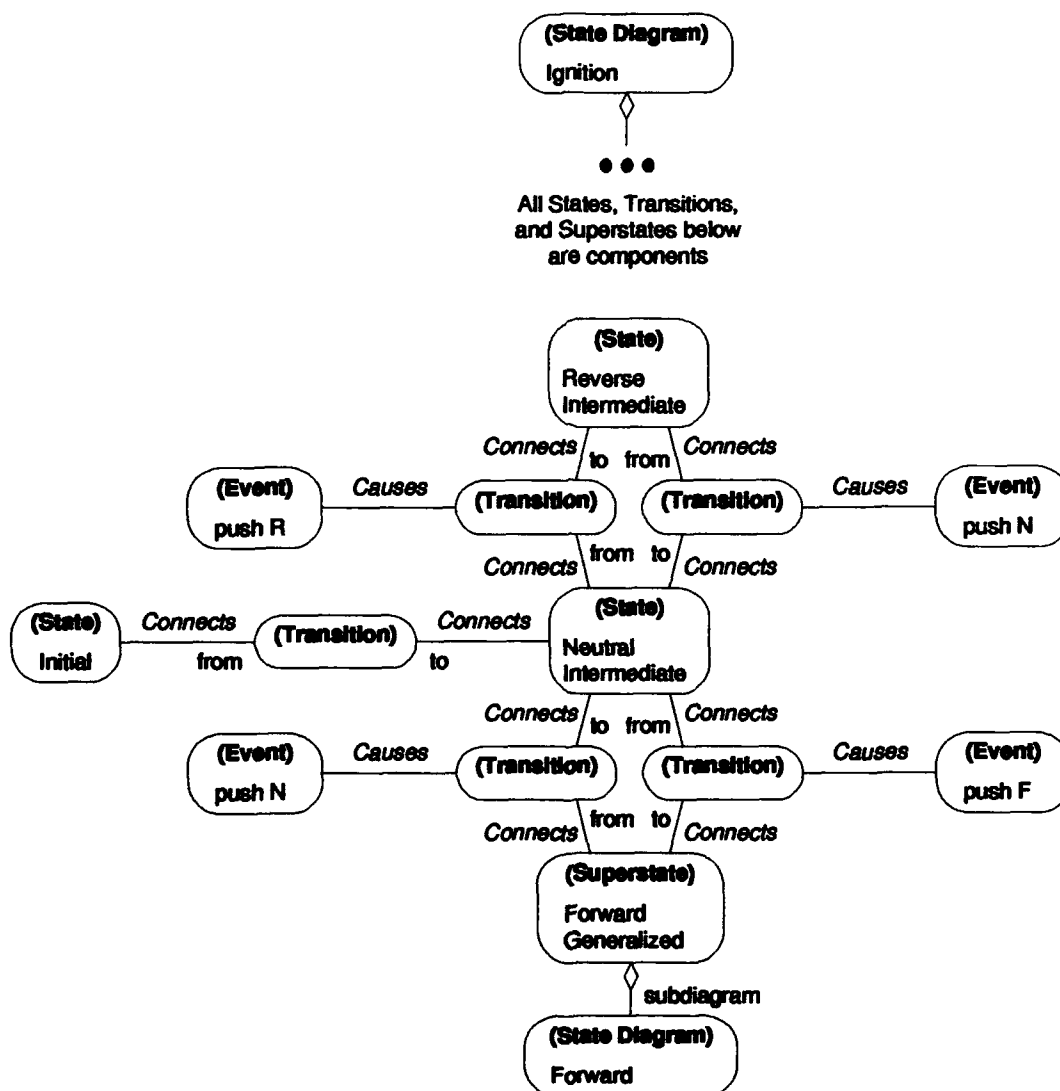 (State Diagram)
Ignition
All States, Transitions,
and Superstates below
are components
(State)
Reverse
Intermediate
Connects
to from
Connects
(Event)
push R
Causes
(Transition)
(Transition)
Causes
(Event)
push N
Connects
from to
Connects
(State)
Initial
Connects
from
(Transition)
Connects
to
(State)
Neutral
Intermediate
Connects
to from
Connects
(Event)
push N
Causes
(Transition)
(Transition)
Causes
(Event)
push F
Connects
from to
Connects
(Superstate)
Forward
Generalized
subdiagram
(State Diagram)
Forward